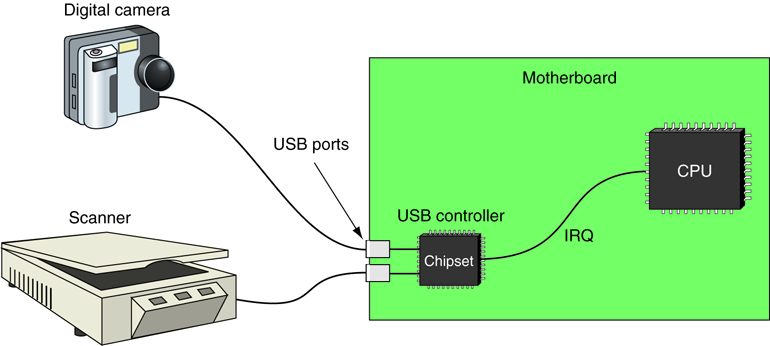 Digital camera
Motherboard
USB ports
CPU
Scanner
USB controller
IRQ
Chipset